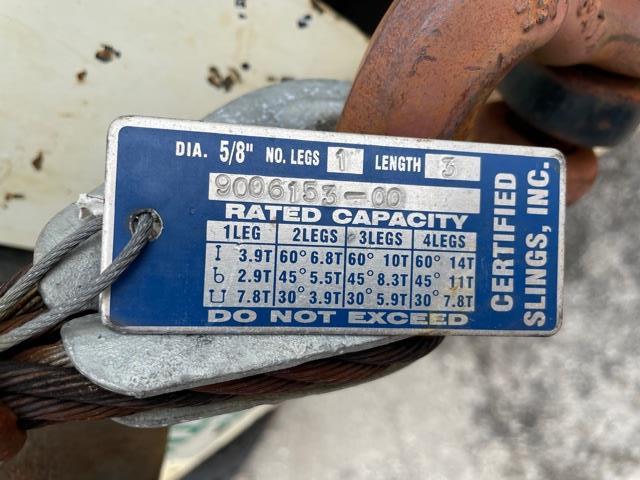 DIA. 5/8" NO. LEGS 1 LENGTH 3
9006153-00
RATED CAPACITY
1LEG 2LEGS 3LEGS 4LEGS
3.9T 60° 6.8T 60° 10T 60° 14T
2.9T 45° 5.5T 45° 8.3T 45° 11T
7.8T 30° 3.9T 30° 5.9T 30° 7.8T
DO NOT EXCEED
CERTIFIED
SLINGS, INC.